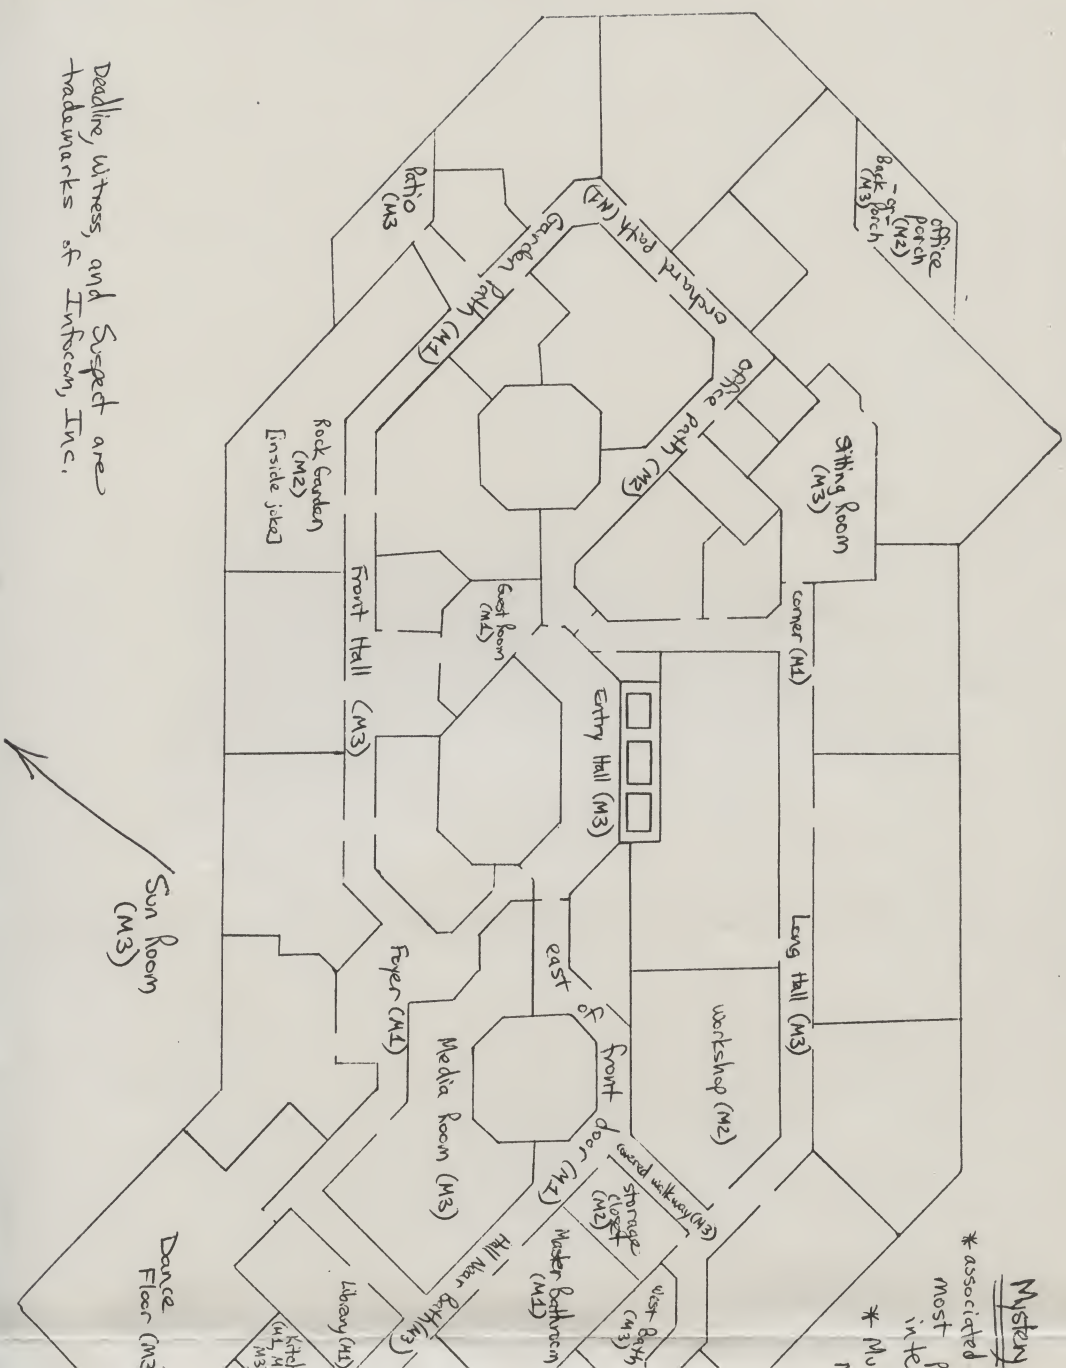 Mystery
* associated
most
inte
* Mu
office
porch
(M2)
-or-
Back porch
(M3)
Sitting Room
(M3)
corner (M1)
Long Hall (M3)
Workshop (M2)
covered walkway (M3)
storage
closet
(M2)
West Bath-
(M3)
Master Bathroom
(M1)
Hall Near Bath (M3)
orchard path (M1)
office Path (M2)
Garden Path (M1)
Patio
(M3
Entry Hall (M3)
east of front door (M1)
Guest Room
(M1)
Front Hall (M3)
Rock Garden
(M2)
[inside joke]
Foyer (M1)
Media Room (M3)
Library (M1)
Dance
Floor (M3
Sun Room
(M3)
Deadline, Witness, and Suspect are
trademarks of Infocom, Inc.